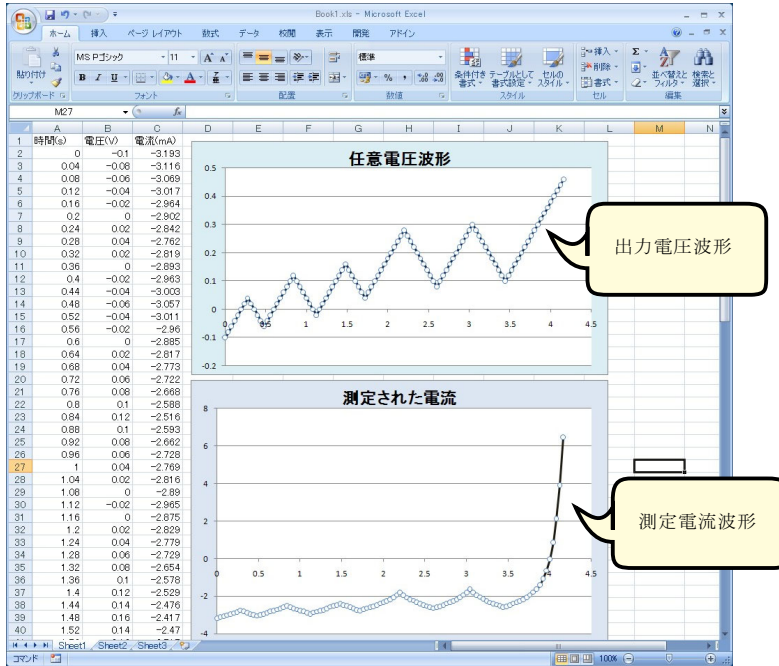 Book1.xls - Microsoft Excel
ホーム 挿入 ページ レイアウト 数式 データ 校閲 表示 開発 アドイン
MS Pゴシック 11 標準
貼り付け 条件付き書式 テーブルとして書式設定 セルのスタイル 挿入 削除 書式 並べ替えとフィルタ 検索と選択
クリップボード フォント 配置 数値 スタイル セル 編集
M27 fx
A B C D E F G H I J K L M N
1 時間(s) 電圧(V) 電流(mA)
2 0 -0.1 -3.193
3 0.04 -0.08 -3.116
4 0.08 -0.06 -3.069
5 0.12 -0.04 -3.017
6 0.16 -0.02 -2.964
7 0.2 0 -2.902
8 0.24 0.02 -2.842
9 0.28 0.04 -2.762
10 0.32 0.02 -2.819
11 0.36 0 -2.893
12 0.4 -0.02 -2.963
13 0.44 -0.04 -3.003
14 0.48 -0.06 -3.057
15 0.52 -0.04 -3.011
16 0.56 -0.02 -2.96
17 0.6 0 -2.885
18 0.64 0.02 -2.817
19 0.68 0.04 -2.773
20 0.72 0.06 -2.722
21 0.76 0.08 -2.668
22 0.8 0.1 -2.588
23 0.84 0.12 -2.516
24 0.88 0.1 -2.593
25 0.92 0.08 -2.662
26 0.96 0.06 -2.728
27 1 0.04 -2.769
28 1.04 0.02 -2.816
29 1.08 0 -2.89
30 1.12 -0.02 -2.965
31 1.16 0 -2.875
32 1.2 0.02 -2.829
33 1.24 0.04 -2.779
34 1.28 0.06 -2.729
35 1.32 0.08 -2.654
36 1.36 0.1 -2.578
37 1.4 0.12 -2.529
38 1.44 0.14 -2.476
39 1.48 0.16 -2.417
40 1.52 0.14 -2.47
任意電圧波形
0.5
0.4
0.3
0.2
0.1
0
0 0.5 1 1.5 2 2.5 3 3.5 4 4.5
-0.1
-0.2
出力電圧波形
測定された電流
8
6
4
2
0
0 0.5 1 1.5 2 2.5 3 3.5 4 4.5
-2
-4
測定電流波形
Sheet1 Sheet2 Sheet3
コマンド 100%